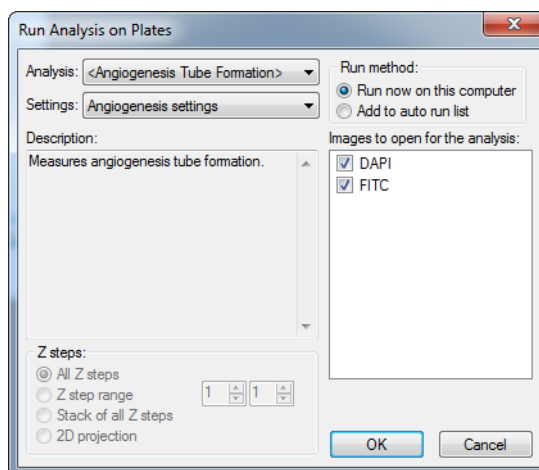 Run Analysis on Plates
Analysis: <Angiogenesis Tube Formation>
Settings: Angiogenesis settings
Description:
Measures angiogenesis tube formation.
Run method:
Run now on this computer
Add to auto run list
Images to open for the analysis:
DAPI
FITC
Z steps:
All Z steps
Z step range 1 1
Stack of all Z steps
2D projection
OK Cancel